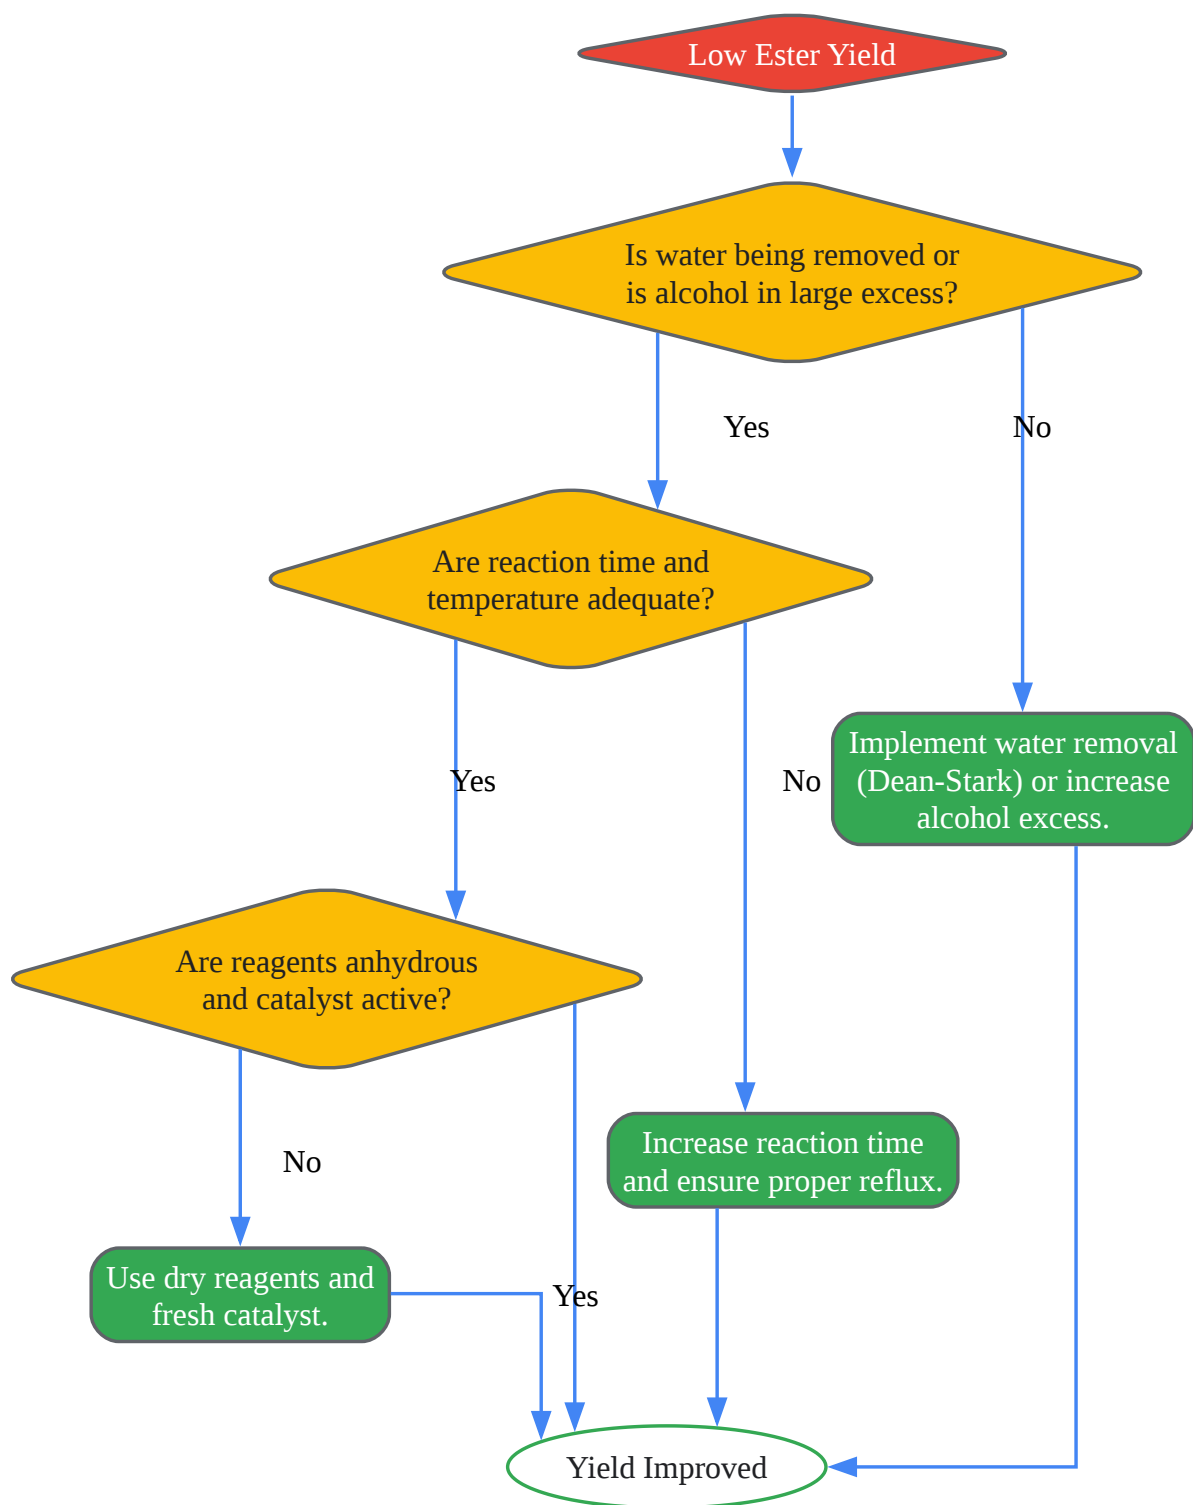 Low Ester Yield
Is water being removed or
is alcohol in large excess?
Yes
No
Are reaction time and
temperature adequate?
Implement water removal
(Dean-Stark) or increase
alcohol excess.
Yes
No
Are reagents anhydrous
and catalyst active?
Increase reaction time
and ensure proper reflux.
No
Use dry reagents and
fresh catalyst.
Yes
Yield Improved